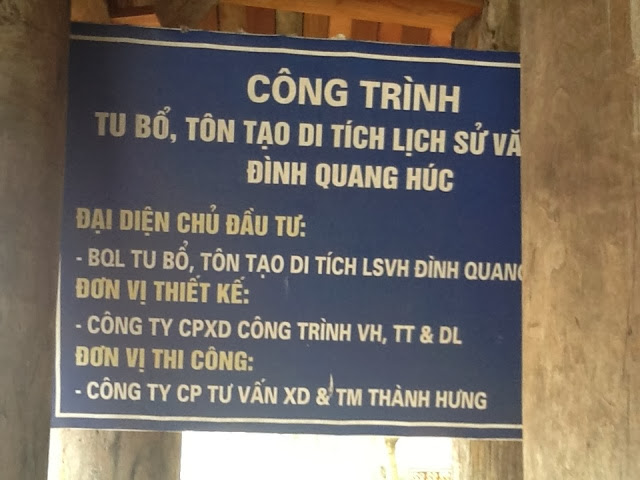 CÔNG TRÌNH
TU BỔ, TÔN TẠO DI TÍCH LỊCH SỬ
ĐÌNH QUANG HÚC
ĐẠI DIỆN CHỦ ĐẦU TƯ:
- BQL TU BỔ, TÔN TẠO DI TÍCH LSVH ĐÌNH QUANG
ĐƠN VỊ THIẾT KẾ:
- CÔNG TY CPXD CÔNG TRÌNH VH, TT & DL
ĐƠN VỊ THI CÔNG:
- CÔNG TY CP TƯ VẤN XD & TM THÀNH HƯNG